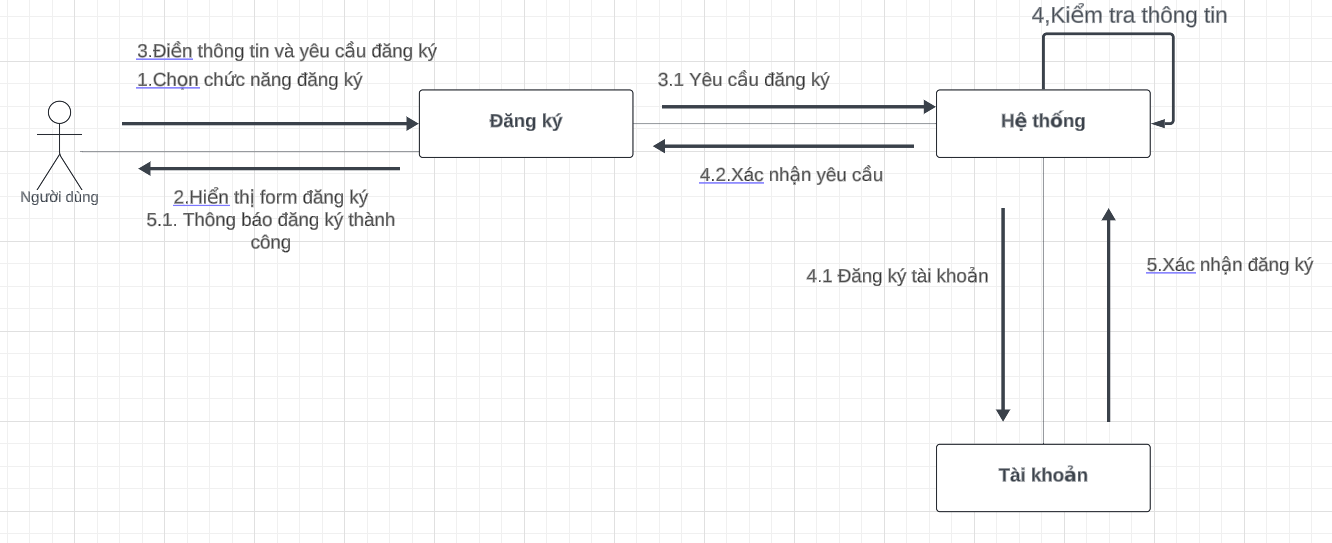 4,Kiểm tra thông tin
3.Điền thông tin và yêu cầu đăng ký
1.Chọn chức năng đăng ký
3.1 Yêu cầu đăng ký
Đăng ký
Hệ thống
4.2.Xác nhận yêu cầu
Người dùng
2.Hiển thị form đăng ký
5.1. Thông báo đăng ký thành
công
4.1 Đăng ký tài khoản
5.Xác nhận đăng ký
Tài khoản